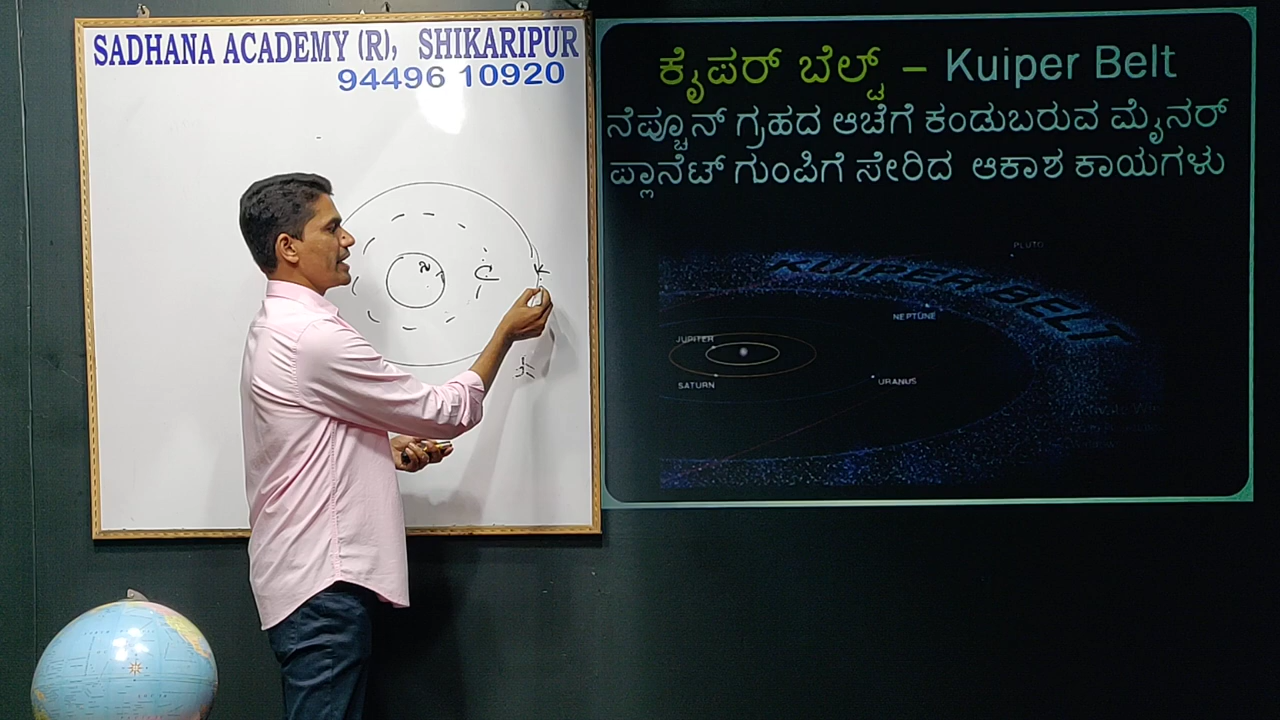 SADHANA ACADEMY (R), SHIKARIPUR
94496 10920
ಕೈಪರ್ ಬೆಲ್ಟ್ – Kuiper Belt
ನೆಪ್ಚೂನ್ ಗ್ರಹದ ಆಚೆಗೆ ಕಂಡುಬರುವ ಮೈನರ್
ಪ್ಲಾನೆಟ್ ಗುಂಪಿಗೆ ಸೇರಿದ ಆಕಾಶ ಕಾಯಗಳು
PLUTO
KUIPER BELT
NEPTUNE
JUPITER
SATURN
URANUS